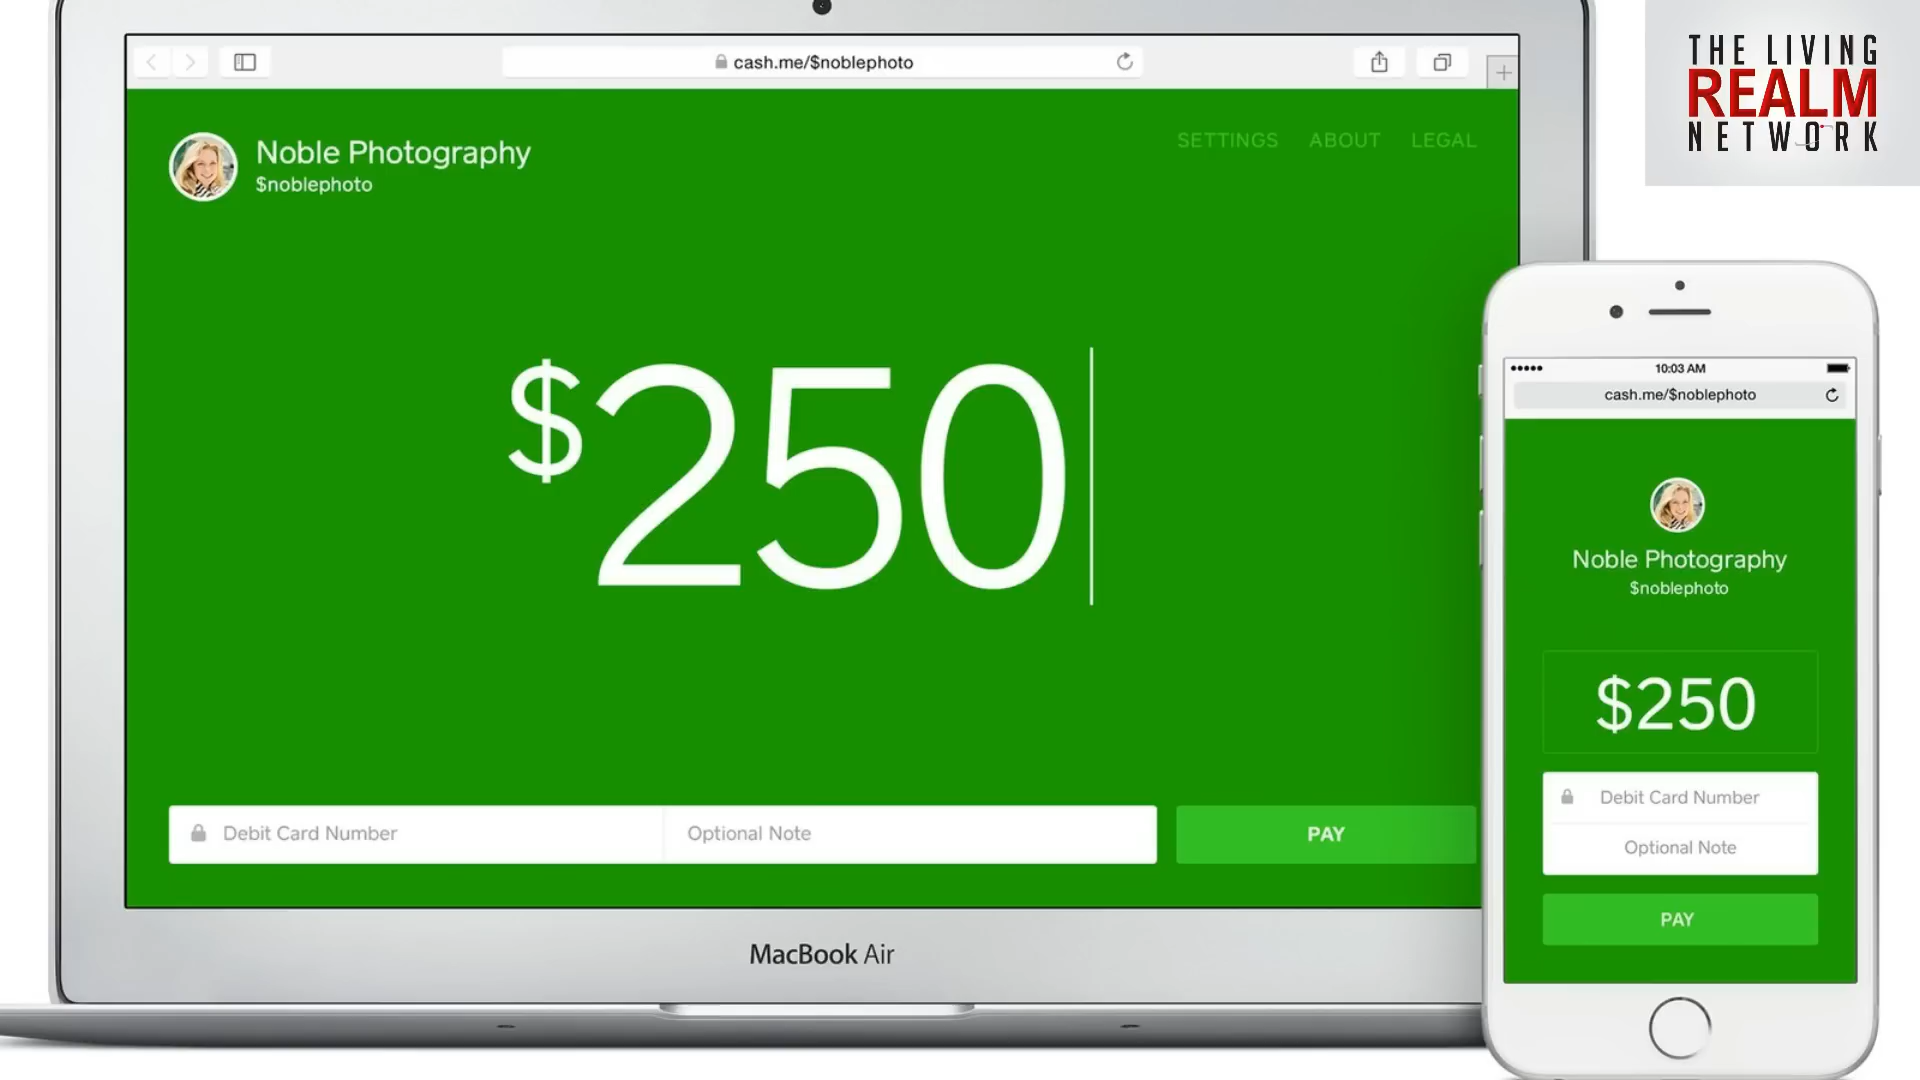 THE LIVING
REALM
NETWORK
cash.me/$noblephoto
Noble Photography
$noblephoto
SETTINGS ABOUT LEGAL
$250
Debit Card Number
Optional Note
PAY
MacBook Air
10:03 AM
cash.me/$noblephoto
Noble Photography
$noblephoto
$250
Debit Card Number
Optional Note
PAY